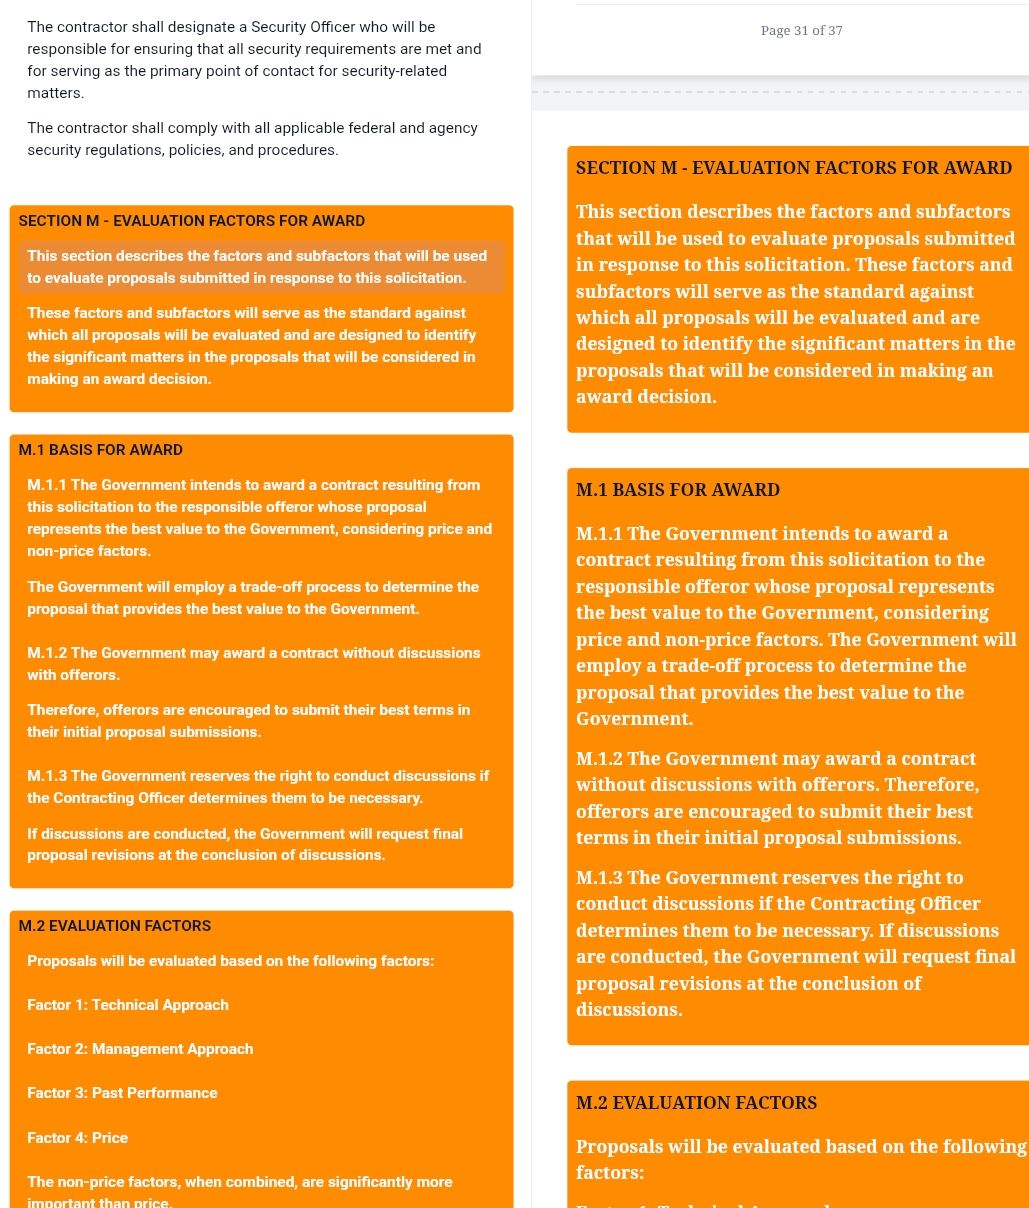 The contractor shall designate a Security Officer who will be
responsible for ensuring that all security requirements are met and
for serving as the primary point of contact for security-related
matters.
The contractor shall comply with all applicable federal and agency
security regulations, policies, and procedures.
SECTION M - EVALUATION FACTORS FOR AWARD
This section describes the factors and subfactors that will be used
to evaluate proposals submitted in response to this solicitation.
These factors and subfactors will serve as the standard against
which all proposals will be evaluated and are designed to identify
the significant matters in the proposals that will be considered in
making an award decision.
M.1 BASIS FOR AWARD
M.1.1 The Government intends to award a contract resulting from
this solicitation to the responsible offeror whose proposal
represents the best value to the Government, considering price and
non-price factors.
The Government will employ a trade-off process to determine the
proposal that provides the best value to the Government.
M.1.2 The Government may award a contract without discussions
with offerors.
Therefore, offerors are encouraged to submit their best terms in
their initial proposal submissions.
M.1.3 The Government reserves the right to conduct discussions if
the Contracting Officer determines them to be necessary.
If discussions are conducted, the Government will request final
proposal revisions at the conclusion of discussions.
M.2 EVALUATION FACTORS
Proposals will be evaluated based on the following factors:
Factor 1: Technical Approach
Factor 2: Management Approach
Factor 3: Past Performance
Factor 4: Price
The non-price factors, when combined, are significantly more
important than price.
Page 31 of 37
SECTION M - EVALUATION FACTORS FOR AWARD
This section describes the factors and subfactors
that will be used to evaluate proposals submitted
in response to this solicitation. These factors and
subfactors will serve as the standard against
which all proposals will be evaluated and are
designed to identify the significant matters in the
proposals that will be considered in making an
award decision.
M.1 BASIS FOR AWARD
M.1.1 The Government intends to award a
contract resulting from this solicitation to the
responsible offeror whose proposal represents
the best value to the Government, considering
price and non-price factors. The Government will
employ a trade-off process to determine the
proposal that provides the best value to the
Government.
M.1.2 The Government may award a contract
without discussions with offerors. Therefore,
offerors are encouraged to submit their best
terms in their initial proposal submissions.
M.1.3 The Government reserves the right to
conduct discussions if the Contracting Officer
determines them to be necessary. If discussions
are conducted, the Government will request final
proposal revisions at the conclusion of
discussions.
M.2 EVALUATION FACTORS
Proposals will be evaluated based on the following
factors: